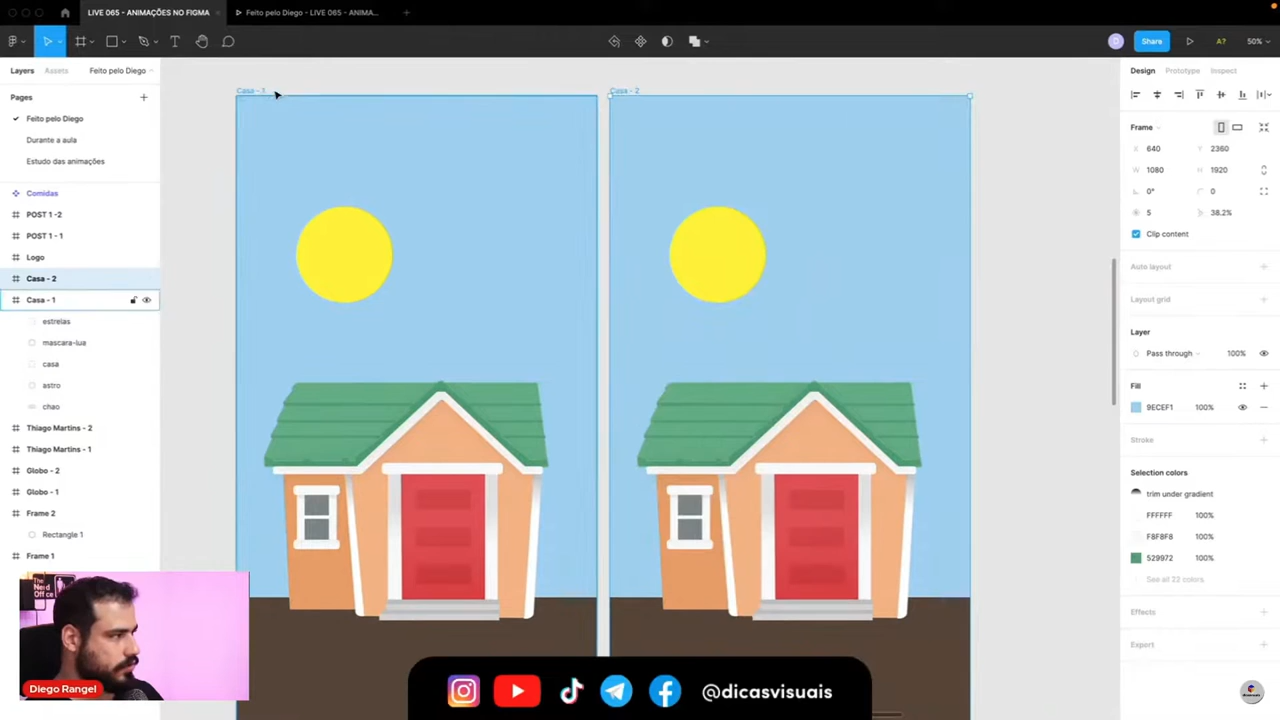 LIVE 065 - ANIMAÇÕES NO FIGMA
Feito pelo Diego - LIVE 065 - ANIMA...
D
Share
A?
50%
Layers
Assets
Feito pelo Diego
Pages
Feito pelo Diego
Durante a aula
Estudo das animações
Comidas
POST 1 -2
POST 1 - 1
Logo
Casa - 2
Casa - 1
estrelas
mascara-lua
casa
astro
chao
Thiago Martins - 2
Thiago Martins - 1
Globo - 2
Globo - 1
Frame 2
Rectangle 1
Frame 1
Casa - 1
Casa - 2
Design
Prototype
Inspect
Frame
X 640
Y 2360
W 1080
H 1920
0°
0
5
38.2%
Clip content
Auto layout
Layout grid
Layer
Pass through
100%
Fill
9ECEF1
100%
Stroke
Selection colors
trim under gradient
FFFFFF
100%
F8F8F8
100%
529972
100%
See all 22 colors
Effects
Export
The
Nerd
Office
Diego Rangel
@dicasvisuais
dicasvisuais